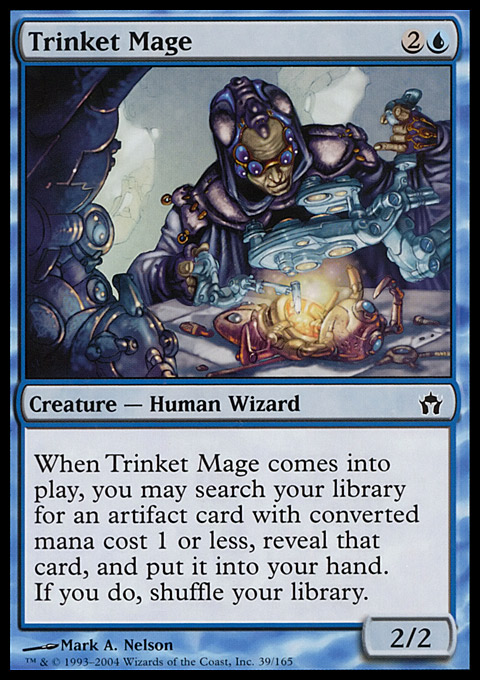 Trinket Mage 2
Creature — Human Wizard
When Trinket Mage comes into
play, you may search your library
for an artifact card with converted
mana cost 1 or less, reveal that
card, and put it into your hand.
If you do, shuffle your library.
2/2
Mark A. Nelson
™ & © 1993–2004 Wizards of the Coast, Inc. 39/165